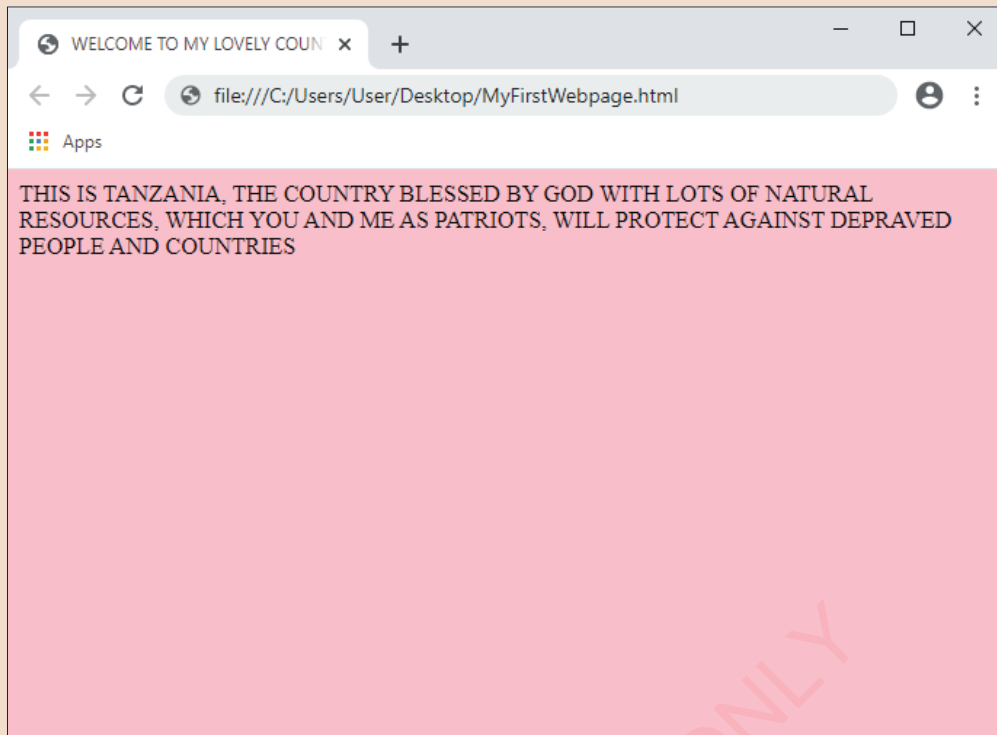 WELCOME TO MY LOVELY COUN
file:///C:/Users/User/Desktop/MyFirstWebpage.html
Apps
THIS IS TANZANIA, THE COUNTRY BLESSED BY GOD WITH LOTS OF NATURAL
RESOURCES, WHICH YOU AND ME AS PATRIOTS, WILL PROTECT AGAINST DEPRAVED
PEOPLE AND COUNTRIES
ONLY